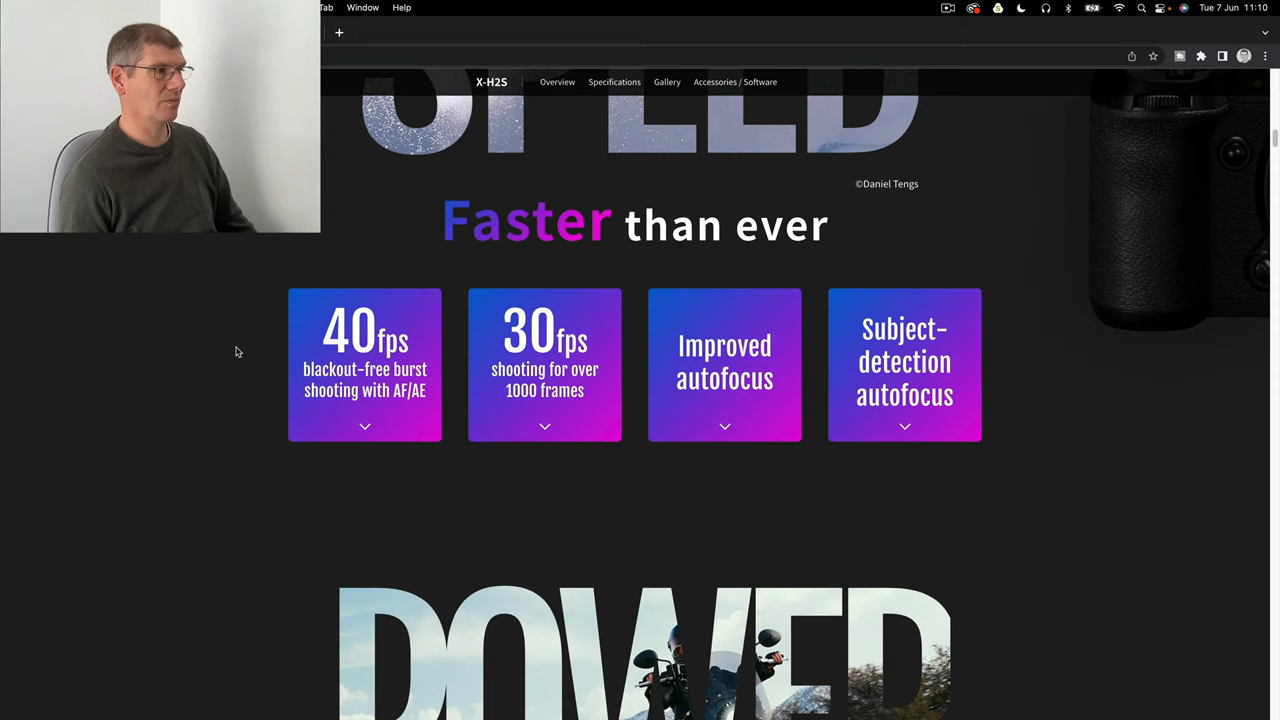 Tab Window Help
Tue 7 Jun 11:10
X-H2S Overview Specifications Gallery Accessories / Software
SPEED
©Daniel Tengs
Faster than ever
40fps
blackout-free burst
shooting with AF/AE
30fps
shooting for over
1000 frames
Improved
autofocus
Subject-
detection
autofocus
POWER